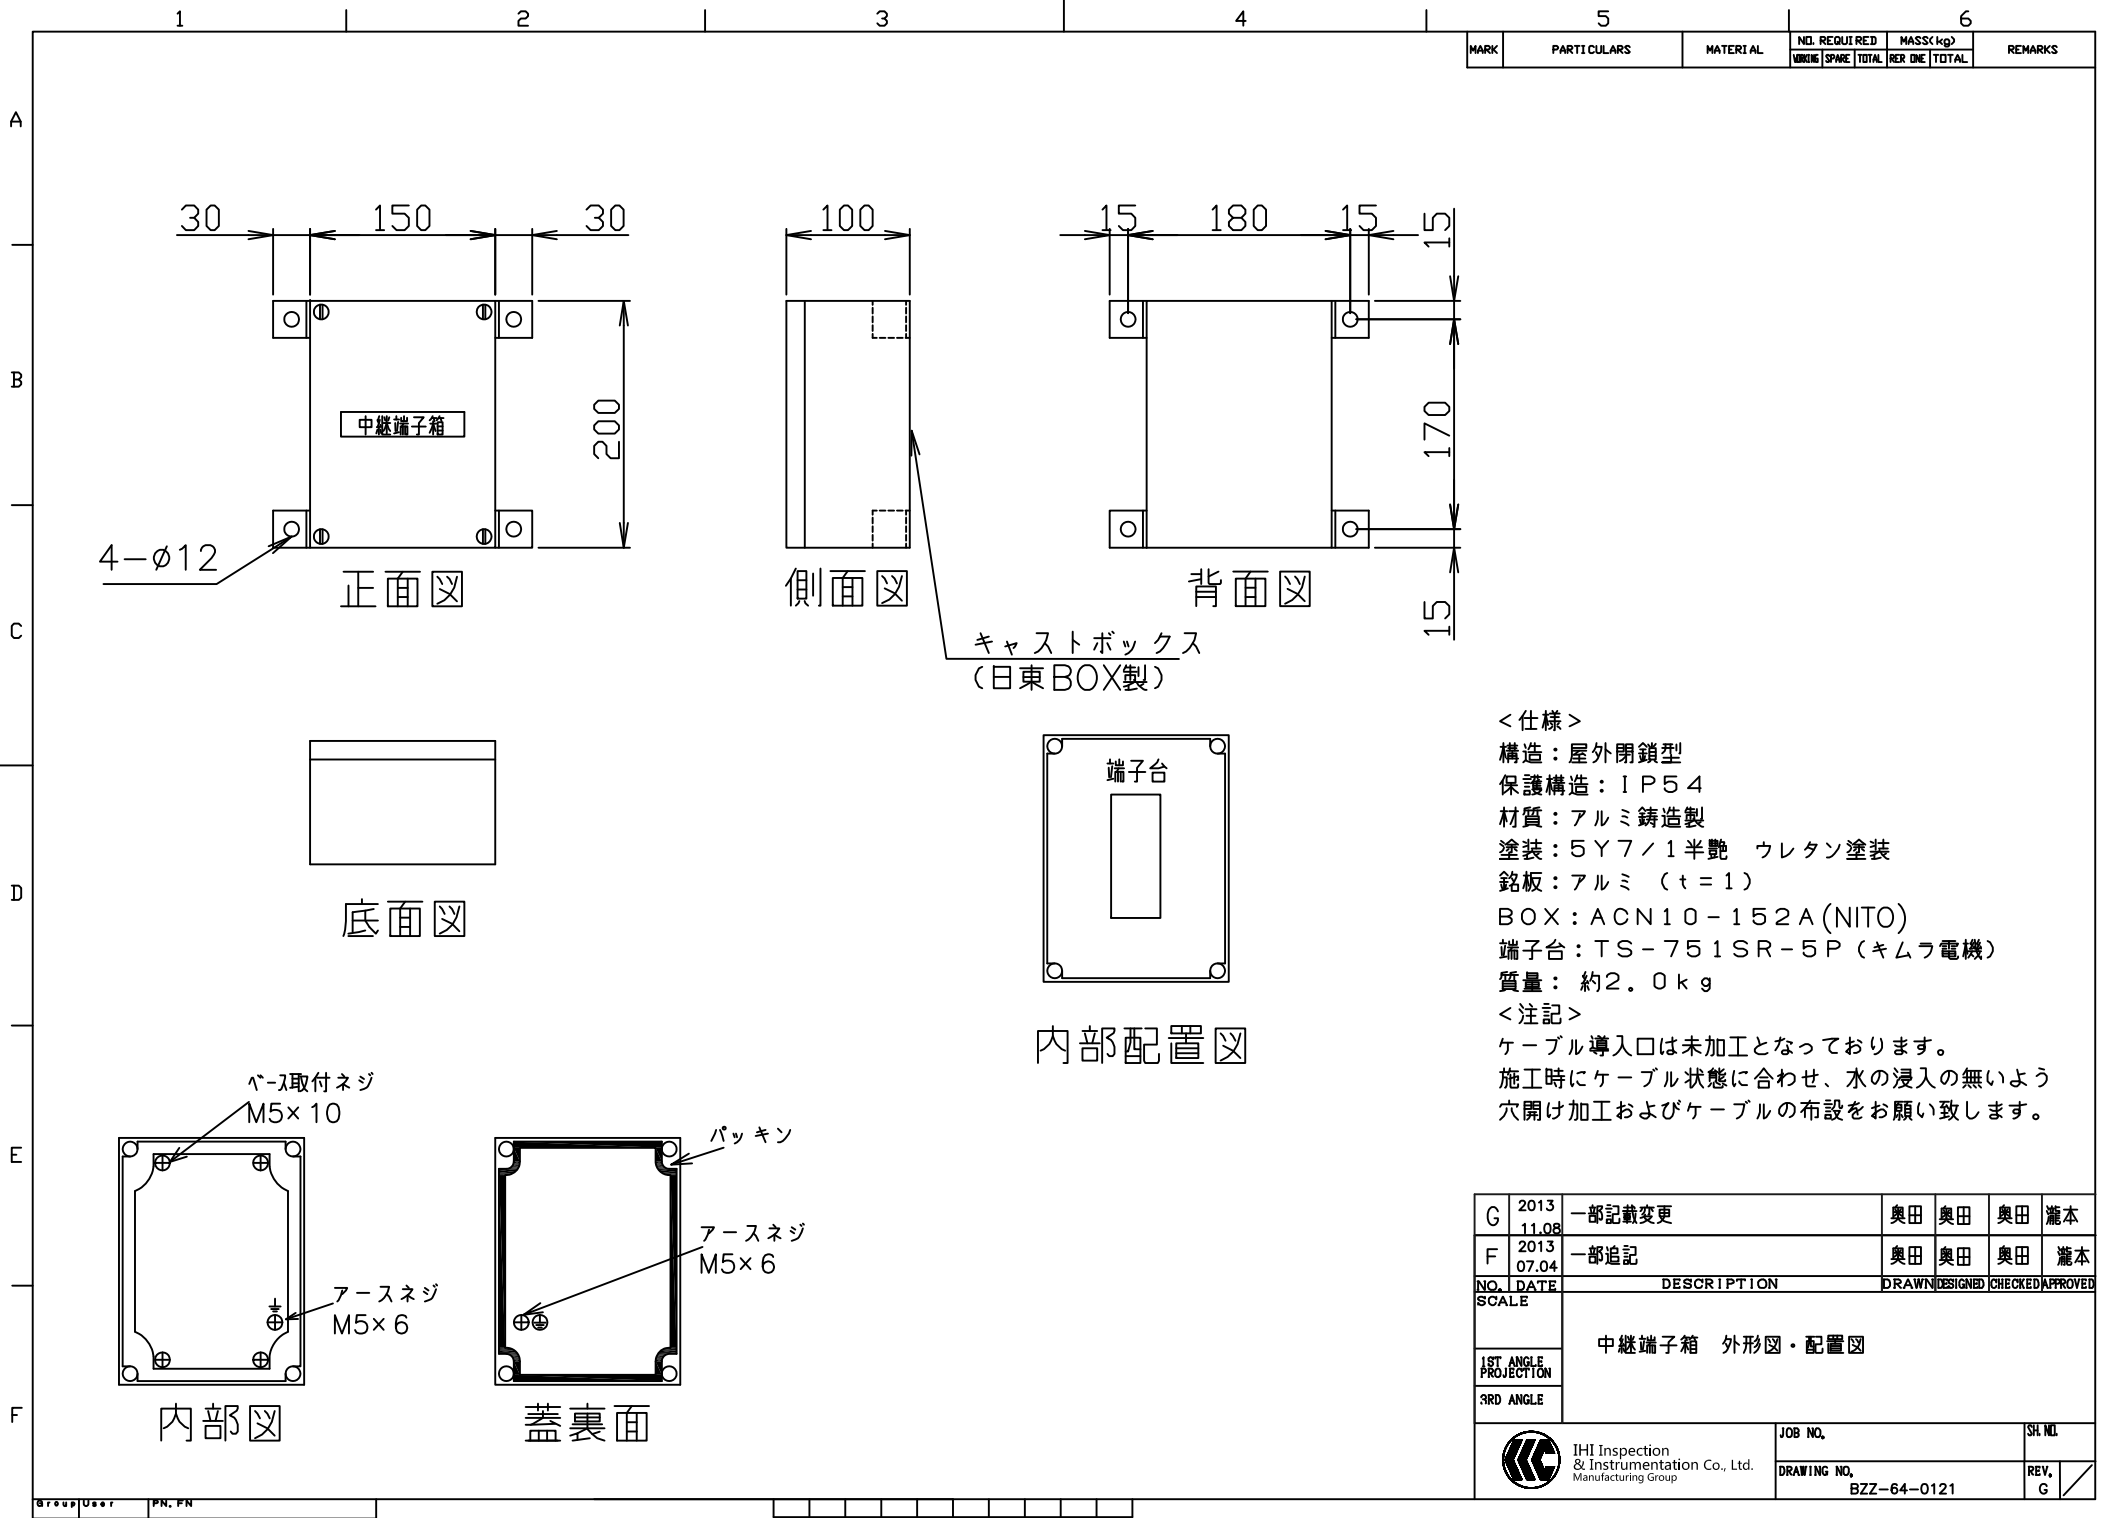 1 2 3 4 5 6
MARK PARTICULARS MATERIAL NO. REQUIRED MASS(kg) REMARKS
WORKING SPARE TOTAL RER ONE TOTAL
A
B
C
D
E
F
30 150 30
100
15 180 15
15
200
170
15
中継端子箱
4-φ12
正面図
側面図
背面図
キャストボックス
(日東BOX製)
底面図
端子台
内部配置図
<仕様>
構造:屋外閉鎖型
保護構造:IP54
材質:アルミ鋳造製
塗装:5Y7/1半艶 ウレタン塗装
銘板:アルミ (t=1)
BOX:ACN10-152A(NITO)
端子台:TS-751SR-5P(キムラ電機)
質量: 約2.0kg
<注記>
ケーブル導入口は未加工となっております。
施工時にケーブル状態に合わせ、水の浸入の無いよう
穴開け加工およびケーブルの布設をお願い致します。
ベース取付ネジ
M5×10
アースネジ
M5×6
内部図
パッキン
アースネジ
M5×6
蓋裏面
G 2013 11.08 一部記載変更 奥田 奥田 奥田 瀧本
F 2013 07.04 一部追記 奥田 奥田 奥田 瀧本
NO. DATE DESCRIPTION DRAWN DESIGNED CHECKED APPROVED
SCALE
中継端子箱 外形図・配置図
1ST ANGLE
PROJECTION
3RD ANGLE
IHI Inspection
& Instrumentation Co., Ltd.
Manufacturing Group
JOB NO.
SH. NO.
DRAWING NO.
BZZ-64-0121
REV.
G
Group User PN. FN